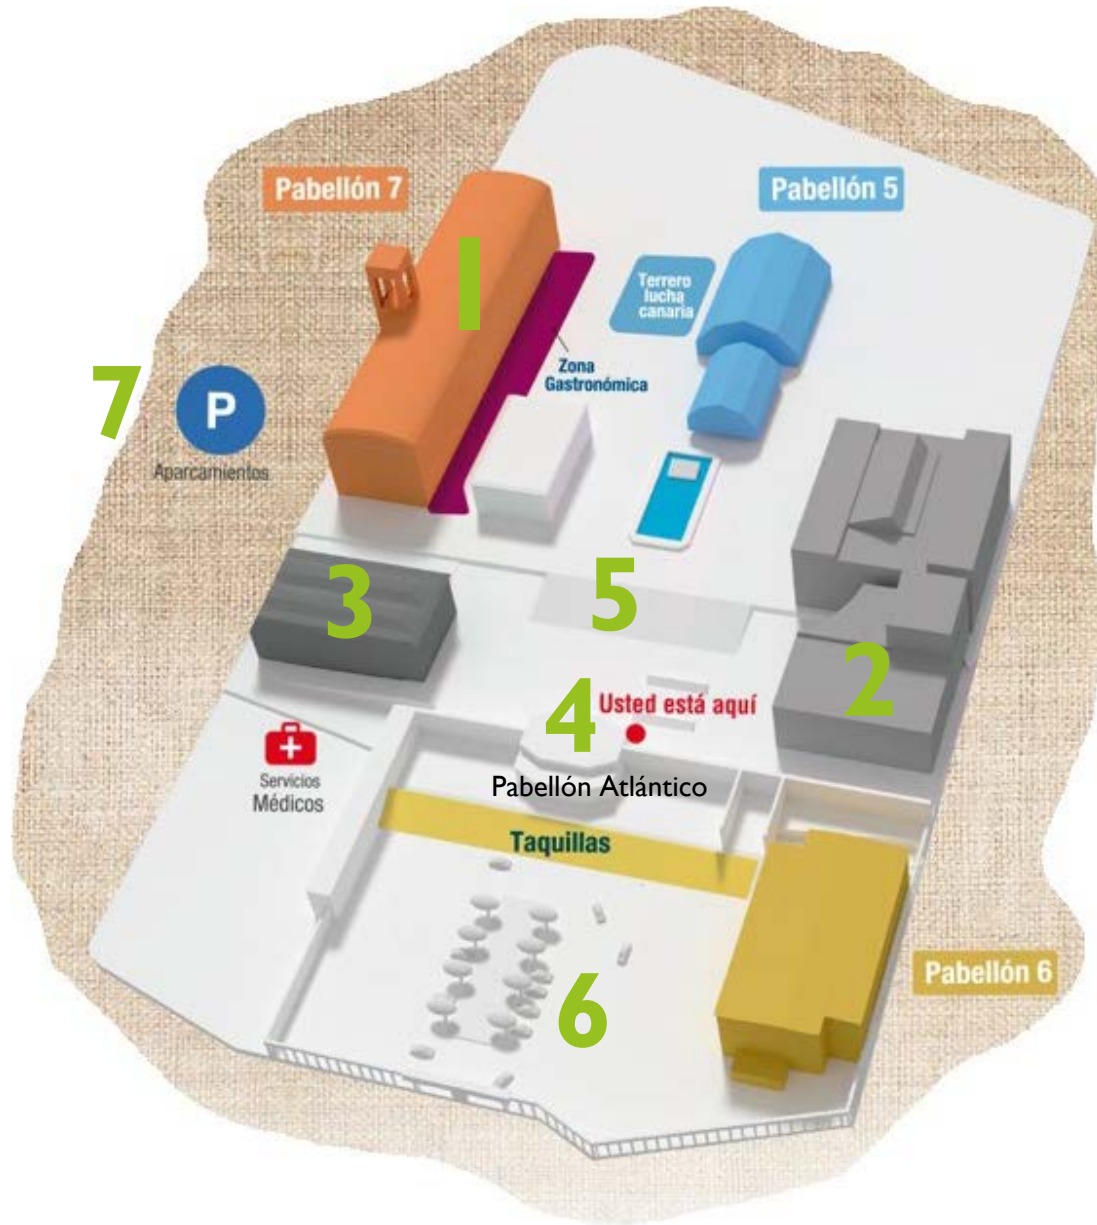 Pabellón 7
Pabellón 5
1
Terrero
lucha
canaria
Zona
Gastronómica
7
P
Aparcamientos
3
5
2
4
Usted está aquí
Servicios
Médicos
Pabellón Atlántico
Taquillas
Pabellón 6
6